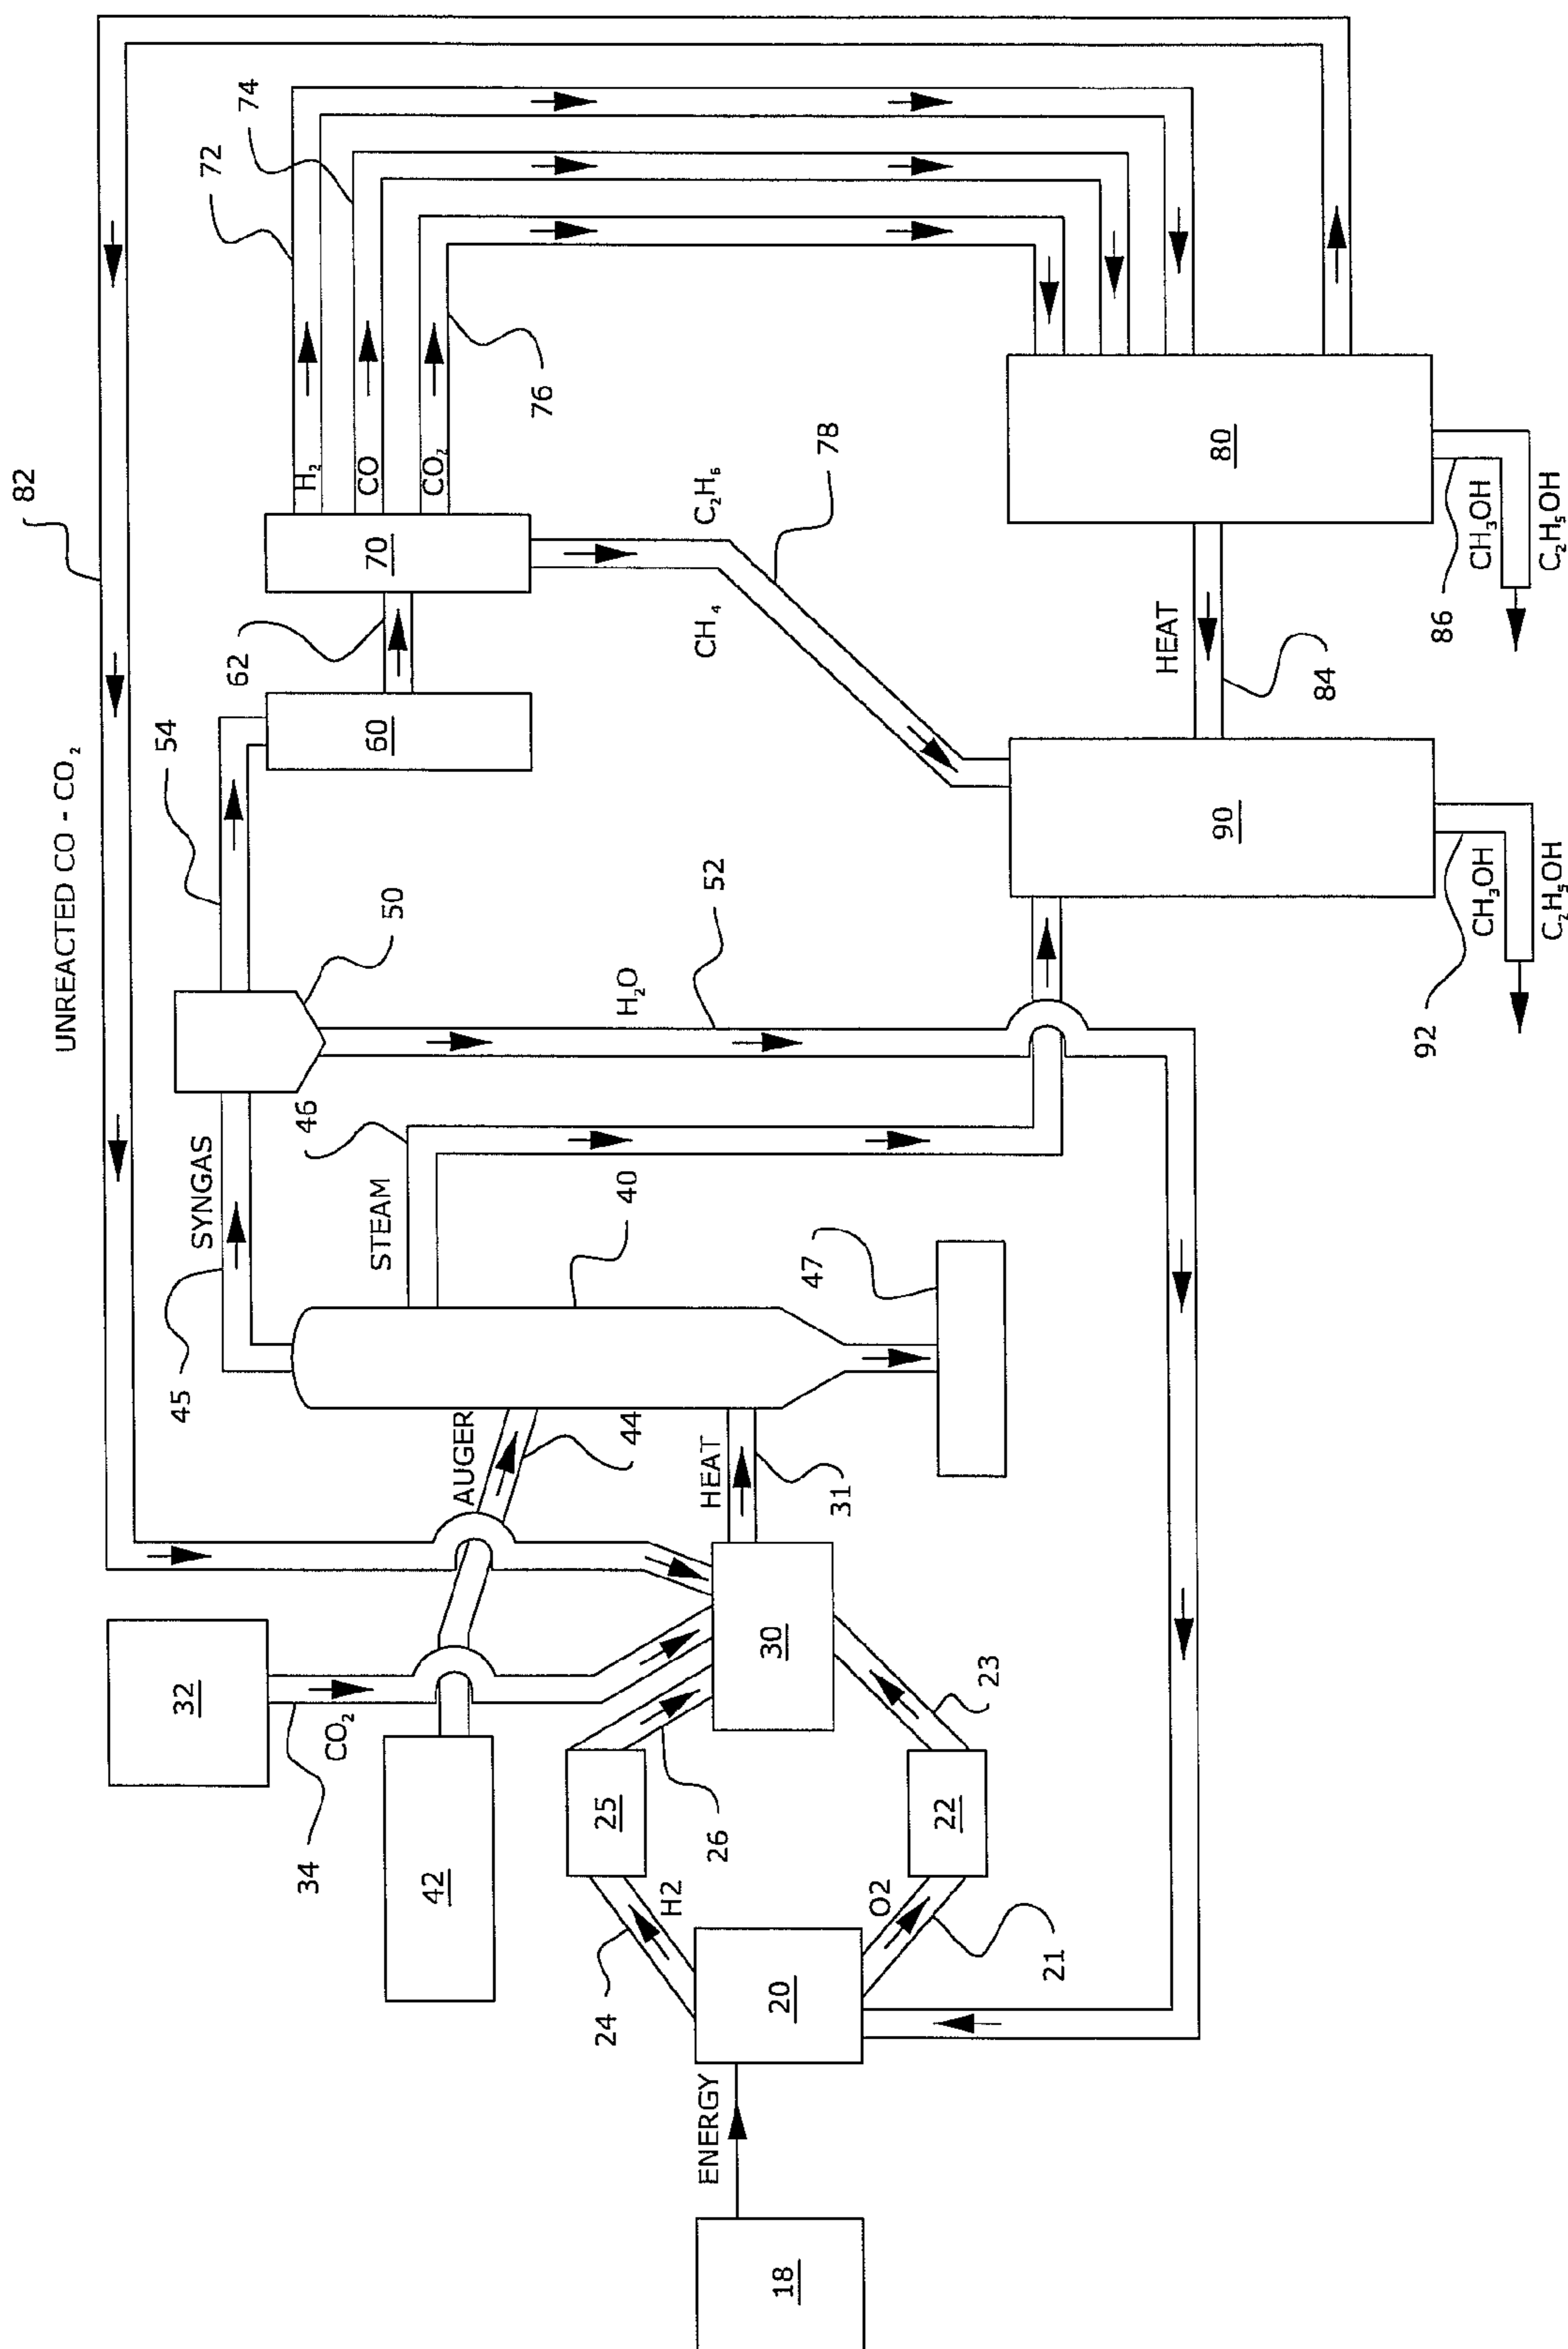 82
UNREACTED CO - CO₂
74
72
H₂
CO
CO₂
76
70
62
60
54
50
C₂H₆
CH₄
78
80
HEAT
84
CH₃OH
C₂H₅OH
86
90
CH₃OH
C₂H₅OH
92
H₂O
52
SYNGAS
45
46
STEAM
40
47
AUGER
44
HEAT
31
32
34
CO₂
42
30
25
26
23
22
H2
24
O2
21
20
ENERGY
18